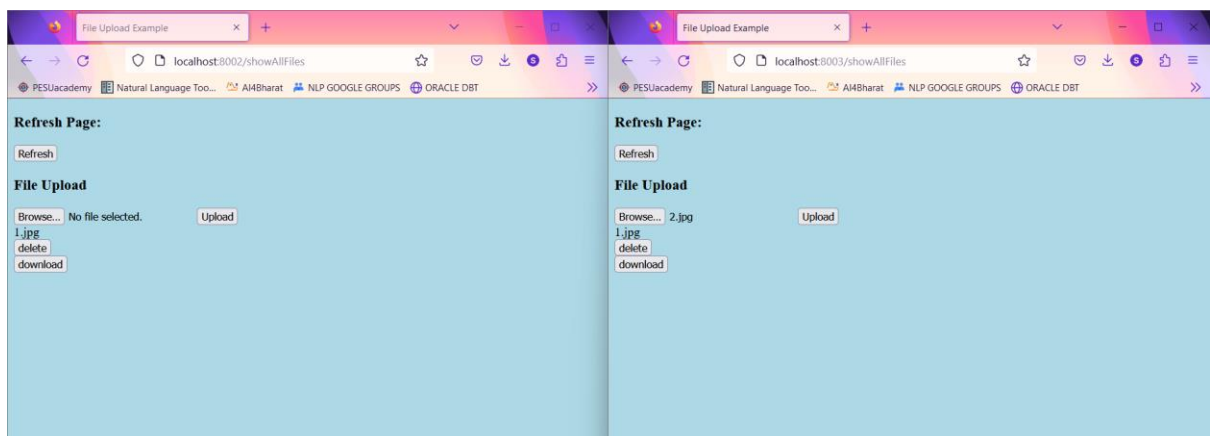 File Upload Example
localhost:8002/showAllFiles
S
PESUacademy Natural Language Too... AI4Bharat NLP GOOGLE GROUPS ORACLE DBT
Refresh Page:
Refresh
File Upload
Browse... No file selected. Upload
1.jpg
delete
download
File Upload Example
localhost:8003/showAllFiles
S
PESUacademy Natural Language Too... AI4Bharat NLP GOOGLE GROUPS ORACLE DBT
Refresh Page:
Refresh
File Upload
Browse... 2.jpg Upload
1.jpg
delete
download